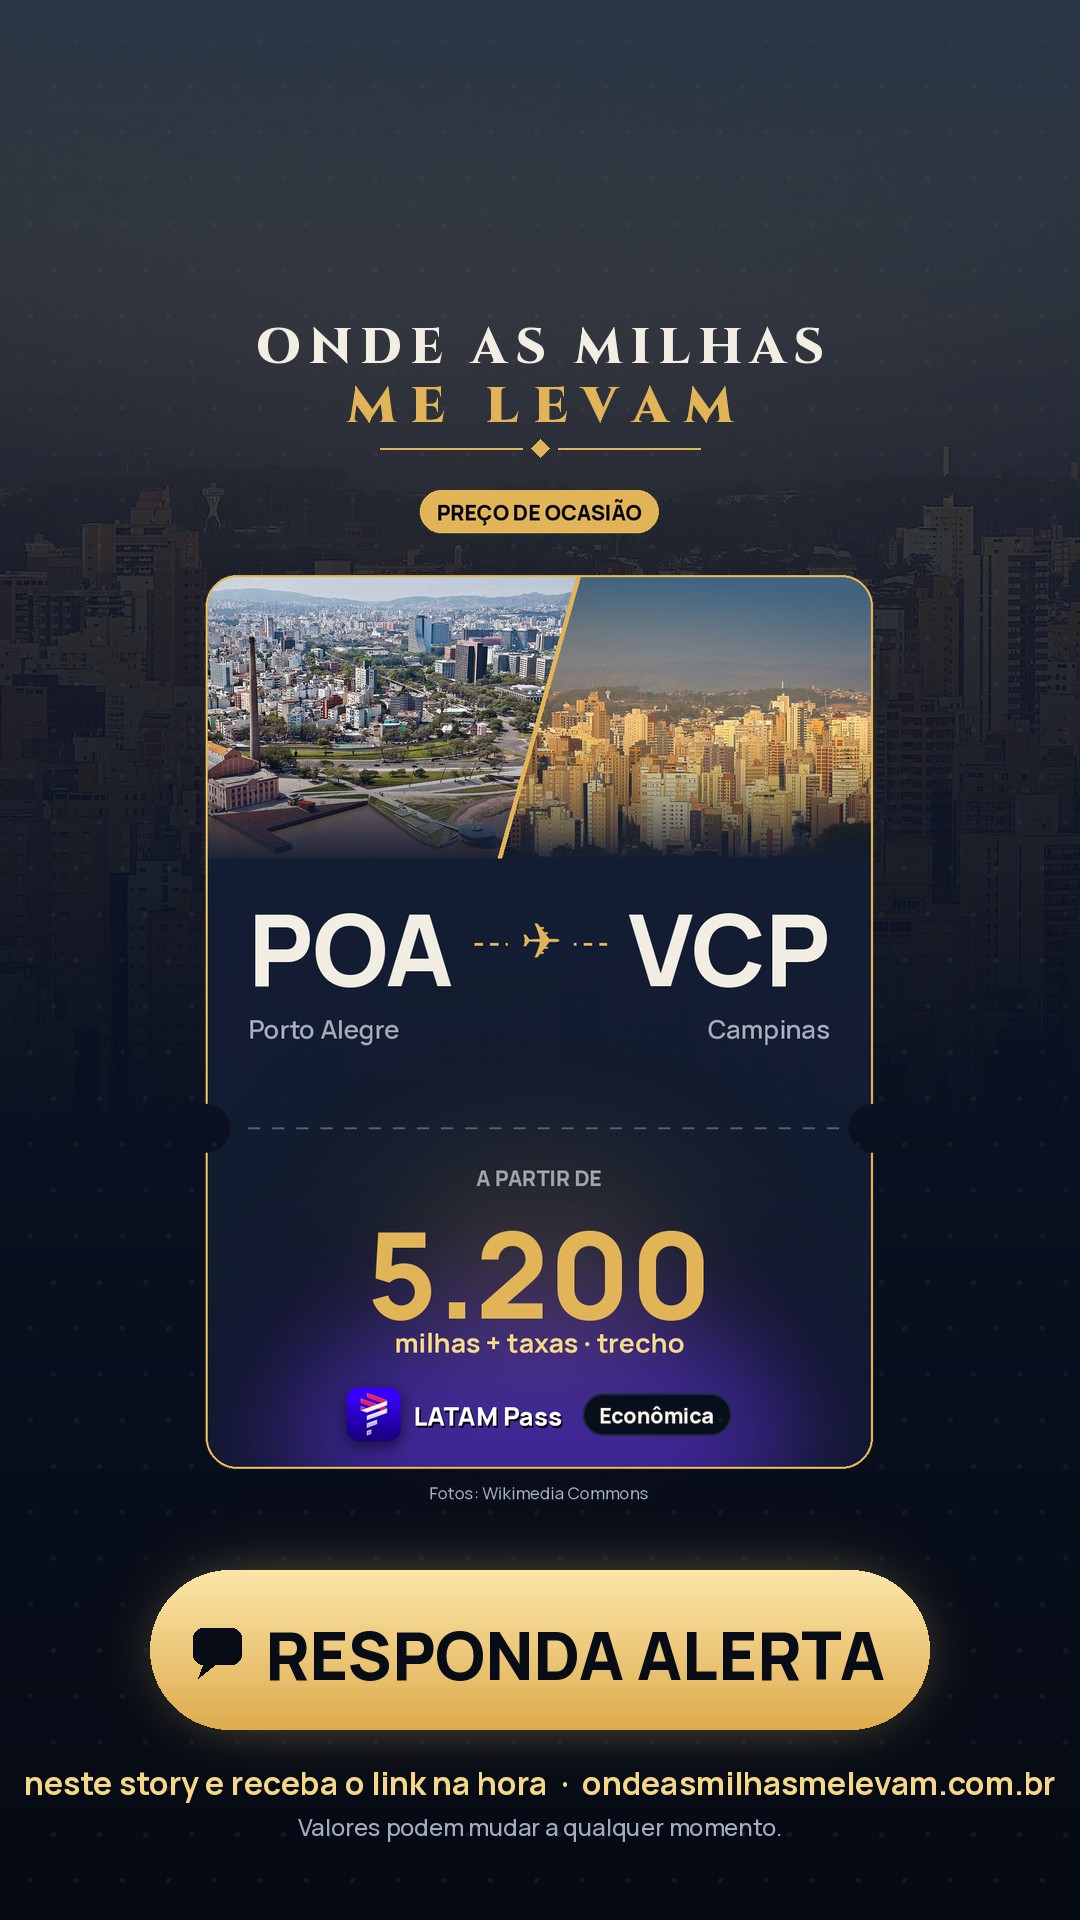 ONDE AS MILHAS
ME LEVAM
PREÇO DE OCASIÃO
POA VCP
Porto Alegre Campinas
A PARTIR DE
5.200
milhas + taxas · trecho
LATAM Pass Econômica
Fotos: Wikimedia Commons
RESPONDA ALERTA
neste story e receba o link na hora · ondeasmilhasmelevam.com.br
Valores podem mudar a qualquer momento.